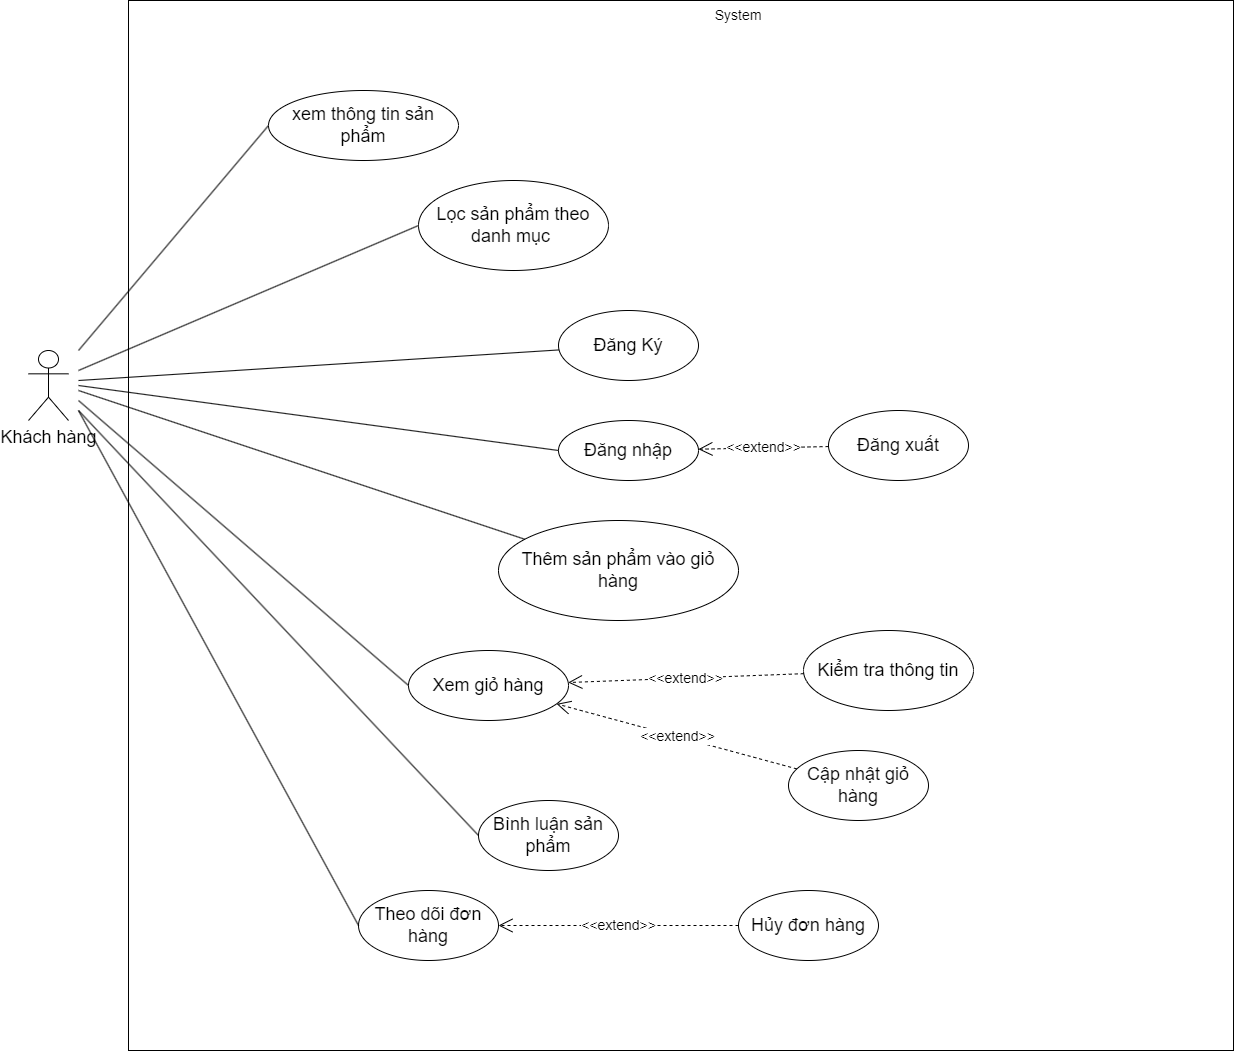 System
xem thông tin sản
phẩm
Lọc sản phẩm theo
danh mục
Đăng Ký
Khách hàng
Đăng nhập
<<extend>>
Đăng xuất
Thêm sản phẩm vào giỏ
hàng
Xem giỏ hàng
<<extend>>
Kiểm tra thông tin
<<extend>>
Cập nhật giỏ
hàng
Bình luận sản
phẩm
Theo dõi đơn
hàng
<<extend>>
Hủy đơn hàng